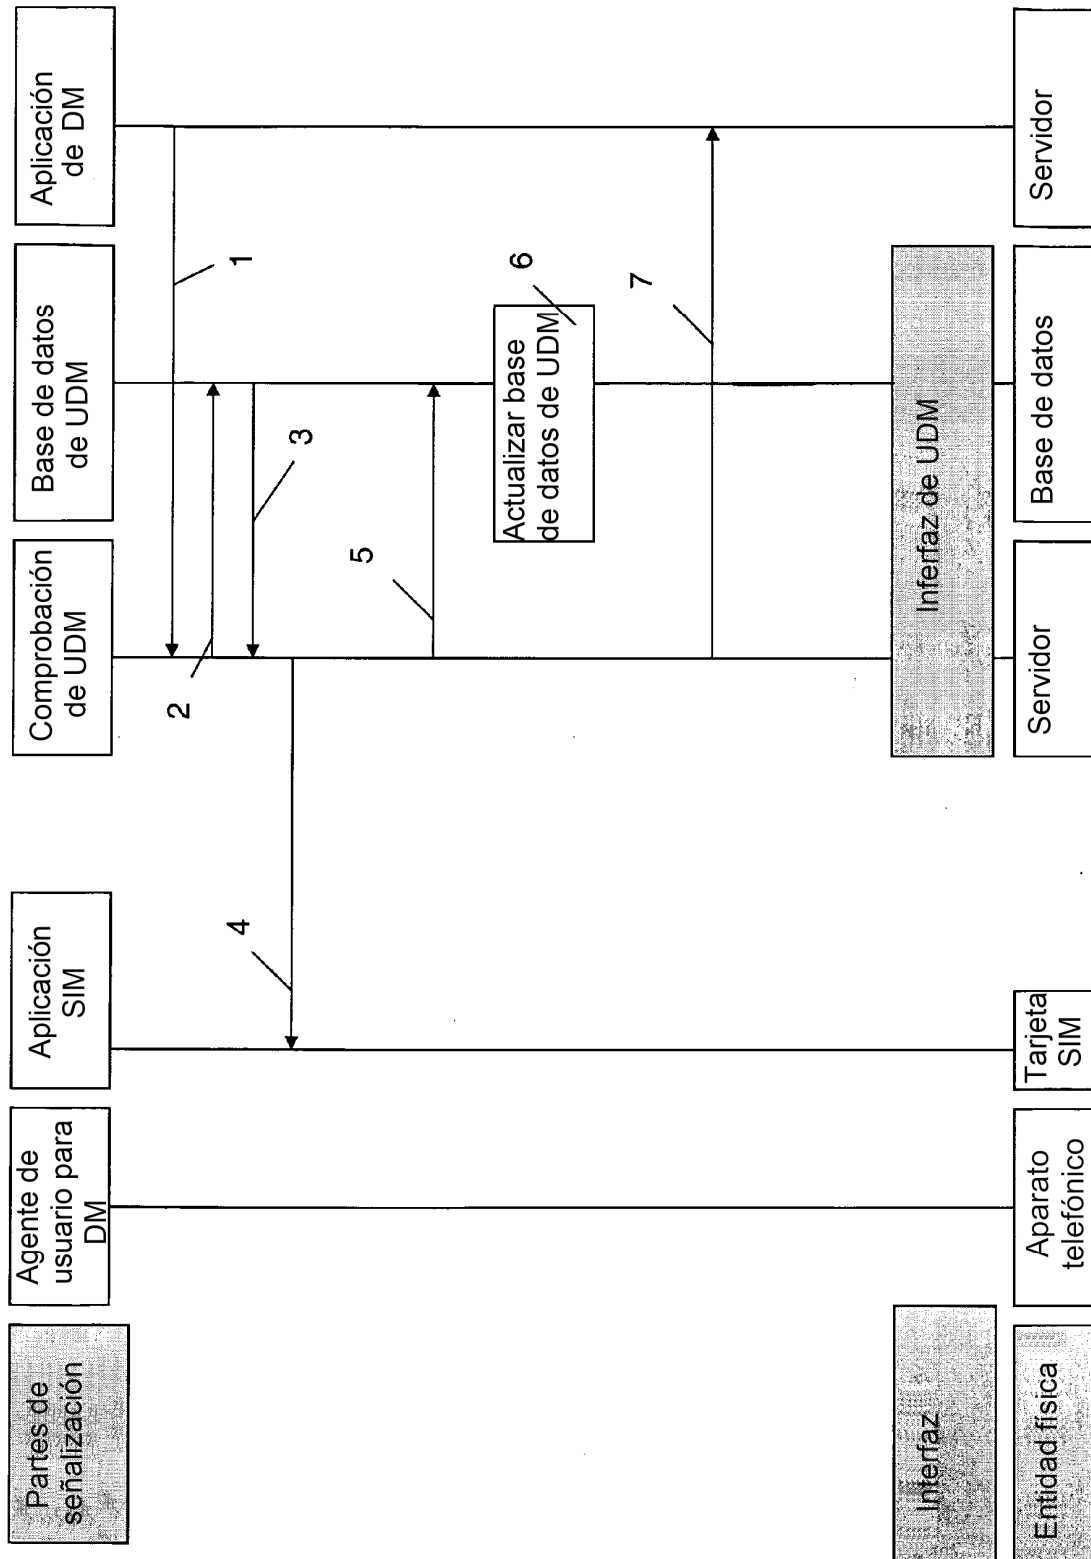 Partes de
señalización
Agente de
usuario para
DM
Aplicación
SIM
Comprobación
de UDM
Base de datos
de UDM
Aplicación
de DM
1
2
3
4
5
Actualizar base
de datos de UDM
6
7
Interfaz
Inferfaz de UDM
Entidad física
Aparato
telefónico
Tarjeta
SIM
Servidor
Base de datos
Servidor